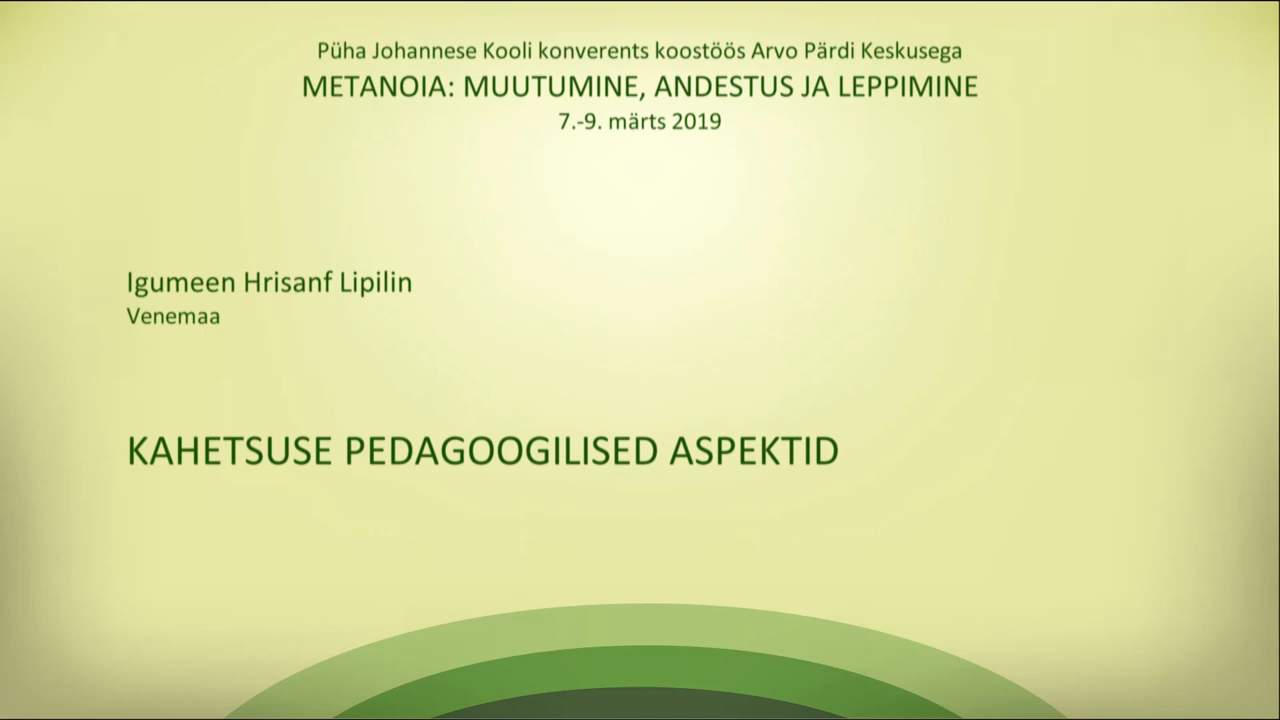 Püha Johannese Kooli konverents koostöös Arvo Pärdi Keskusega
METANOIA: MUUTUMINE, ANDESTUS JA LEPPIMINE
7.-9. märts 2019
Igumeen Hrisanf Lipilin
Venemaa
KAHETSUSE PEDAGOOGILISED ASPEKTID